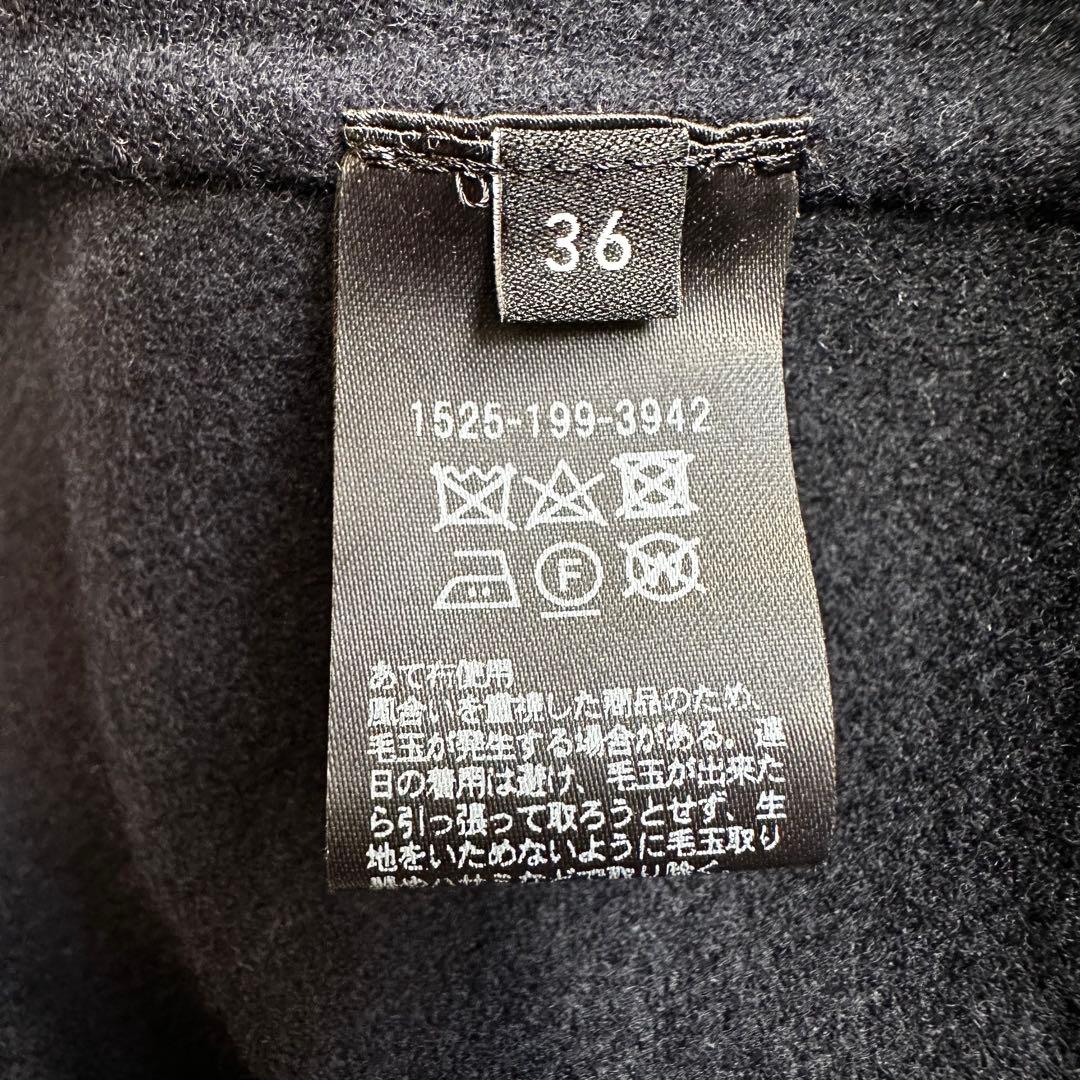 36
1525-199-3942
F
W
あて布使用
風合いを重視した商品のため、
毛玉が発生する場合がある。連
日の着用は避け、毛玉が出来た
ら引っ張って取ろうとせず、生
地をいためないように毛玉取り